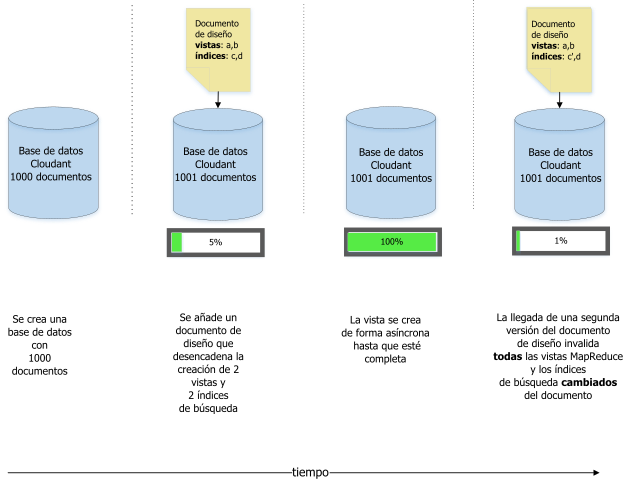 Documento
de diseño
vistas: a,b
índices: c,d
Documento
de diseño
vistas: a,b
índices: c',d
Base de datos
Cloudant
1000 documentos
Base de datos
Cloudant
1001 documentos
Base de datos
Cloudant
1001 documentos
Base de datos
Cloudant
1001 documentos
5%
100%
1%
Se crea una
base de datos
con
1000
documentos
Se añade un
documento de
diseño que
desencadena la
creación de 2
vistas y
2 índices
de búsqueda
La vista se crea
de forma asíncrona
hasta que esté
completa
La llegada de una segunda
versión del documento
de diseño invalida
todas las vistas MapReduce
y los índices
de búsqueda cambiados
del documento
tiempo